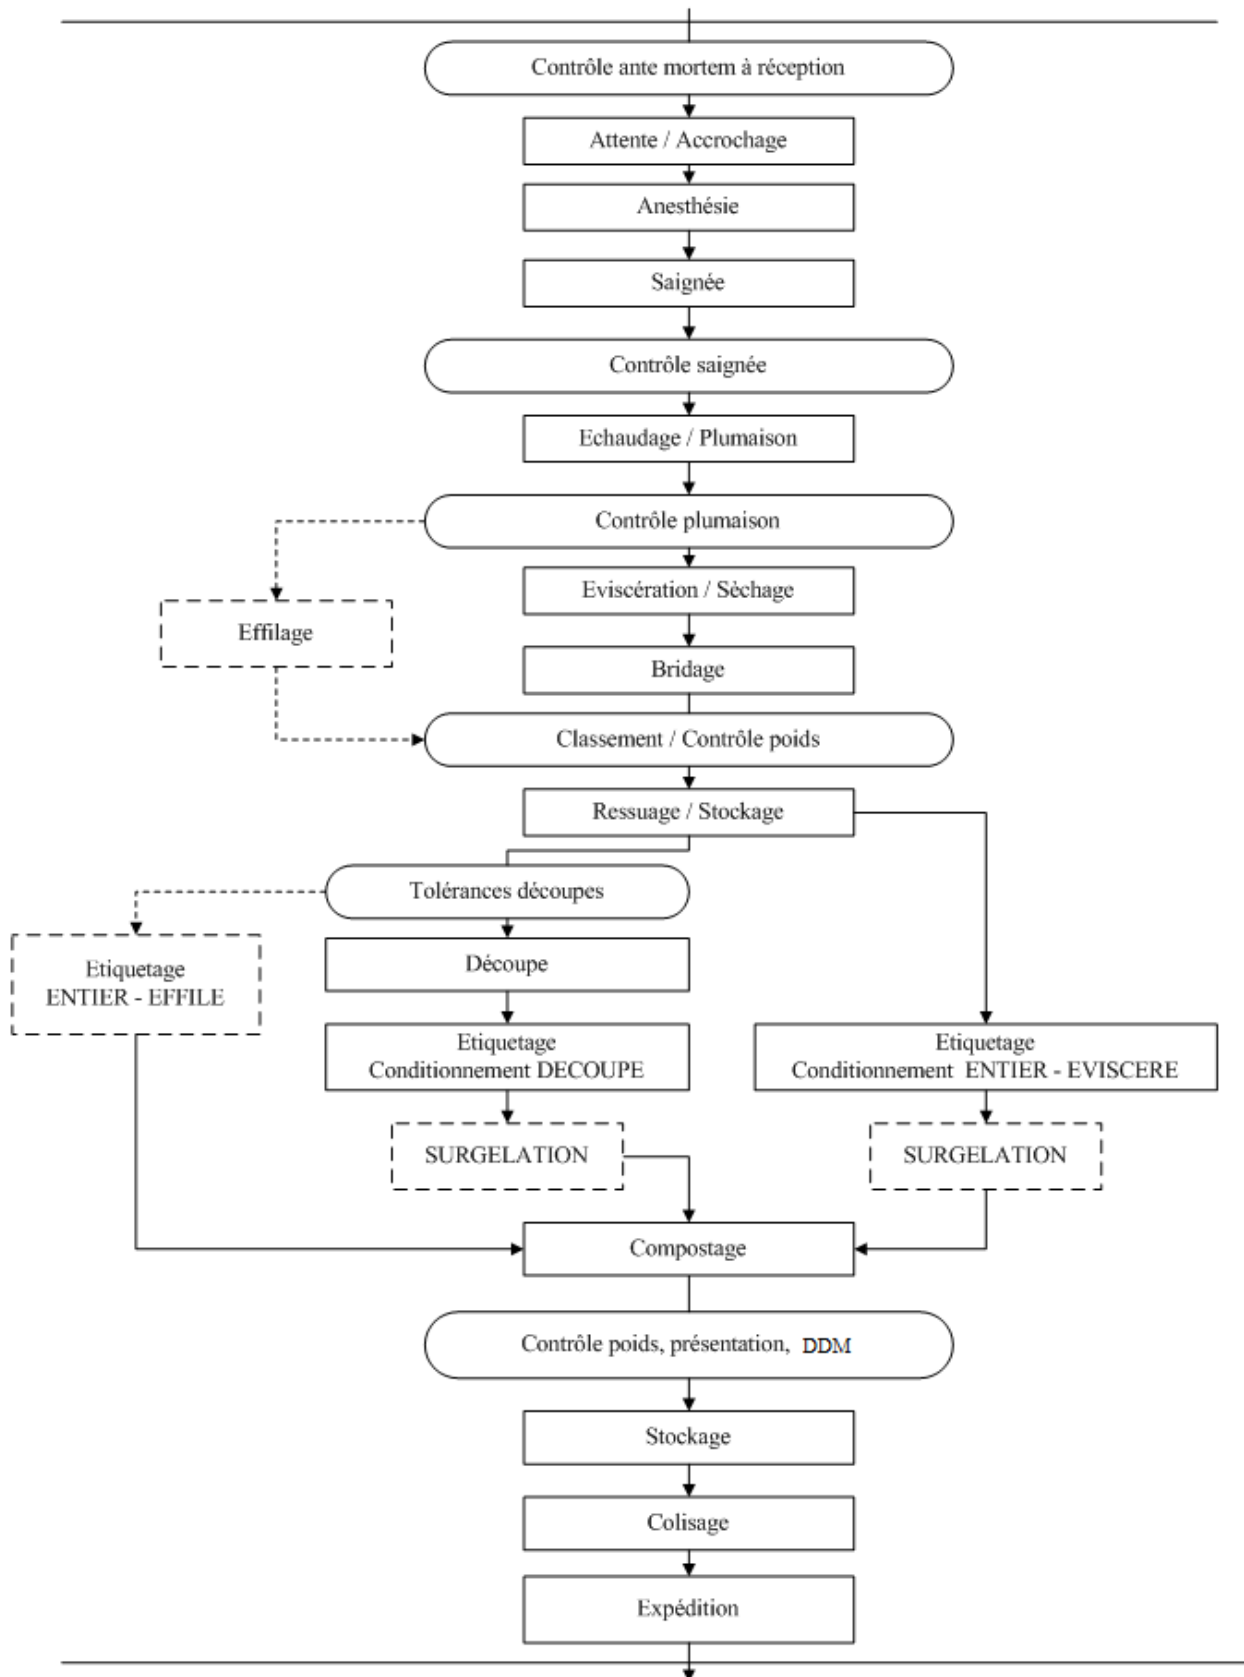 Contrôle ante mortem à réception
Attente / Accrochage
Anesthésie
Saignée
Contrôle saignée
Echaudage / Plumaison
Contrôle plumaison
Eviscération / Sèchage
Effilage
Bridage
Classement / Contrôle poids
Ressuage / Stockage
Tolérances découpes
Etiquetage
ENTIER - EFFILE
Découpe
Etiquetage
Conditionnement DECOUPE
Etiquetage
Conditionnement ENTIER - EVISCERE
SURGELATION
SURGELATION
Compostage
Contrôle poids, présentation, DDM
Stockage
Colisage
Expédition